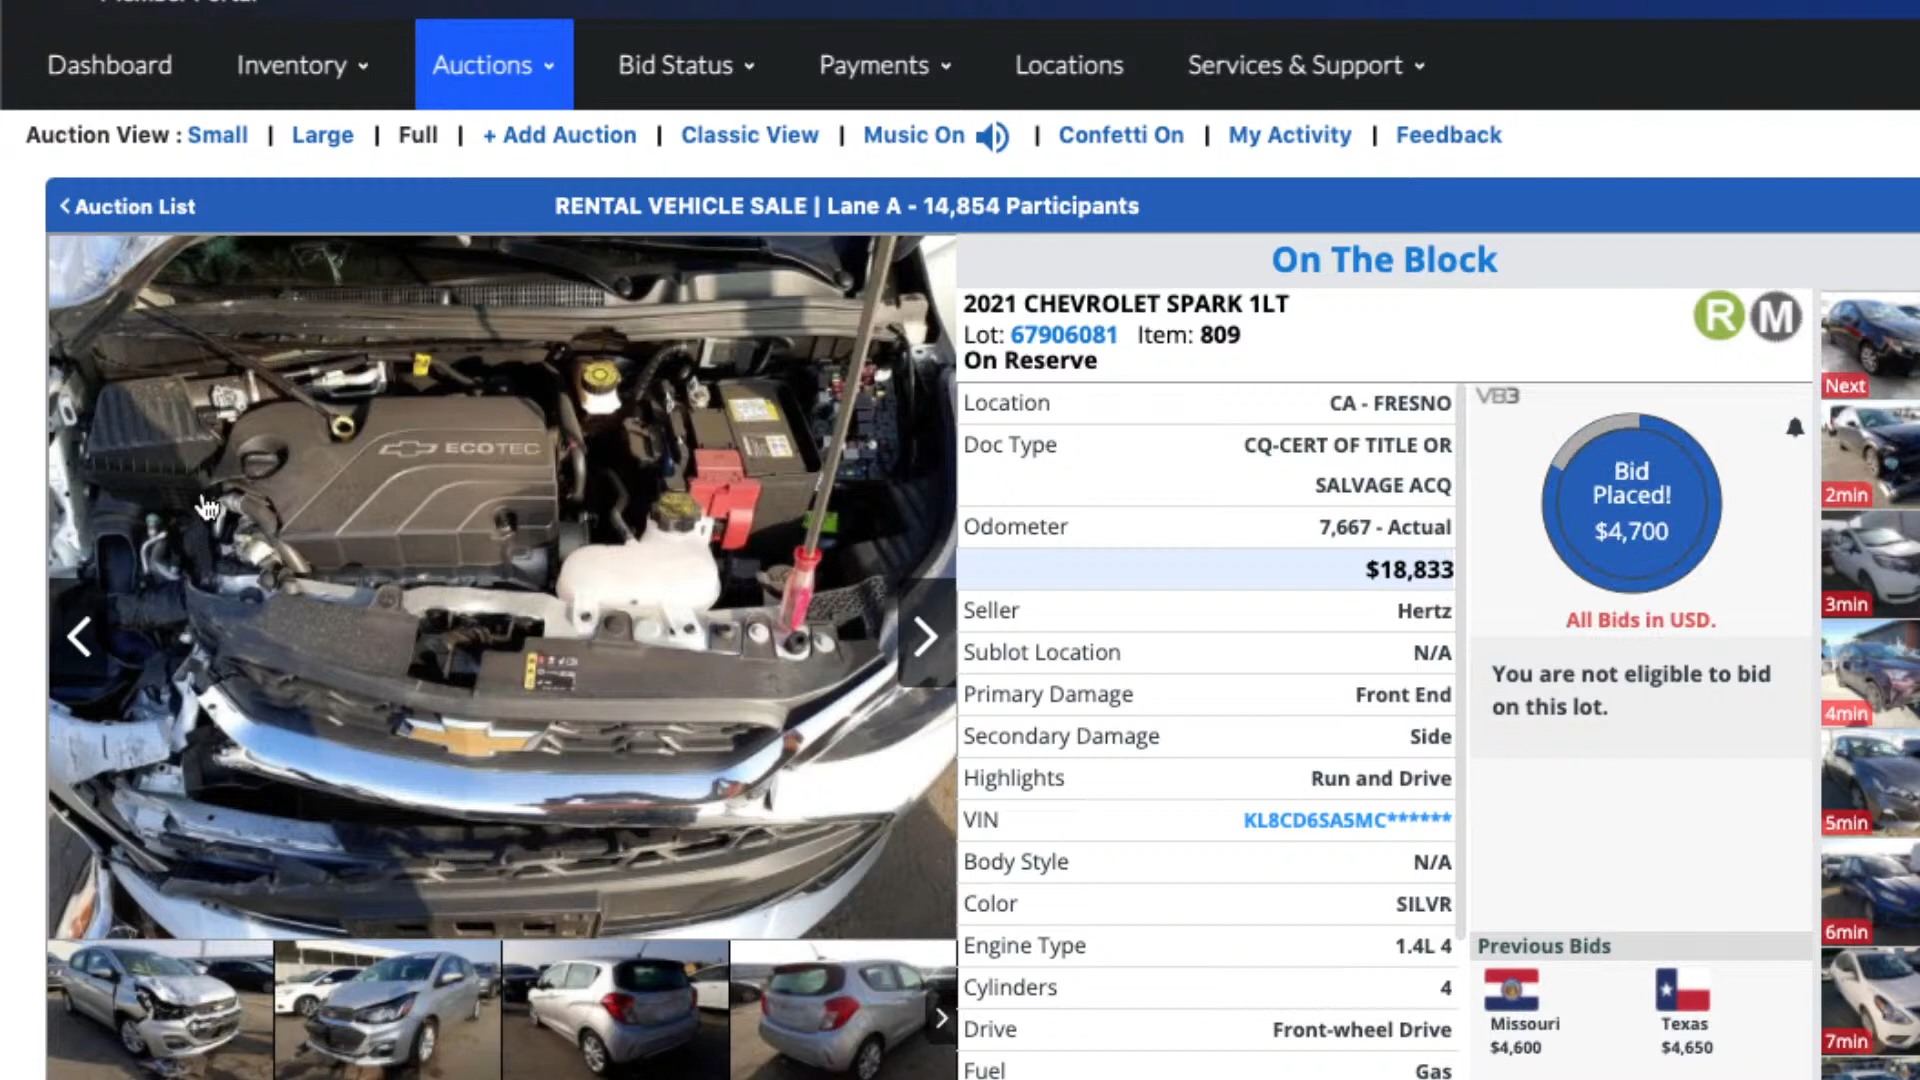 Dashboard
Inventory
Auctions
Bid Status
Payments
Locations
Services & Support
Auction View : Small | Large | Full | + Add Auction | Classic View | Music On | Confetti On | My Activity | Feedback
< Auction List
RENTAL VEHICLE SALE | Lane A - 14,854 Participants
On The Block
2021 CHEVROLET SPARK 1LT
Lot: 67906081 Item: 809
On Reserve
R M
Location CA - FRESNO
Doc Type CQ-CERT OF TITLE OR
SALVAGE ACQ
Odometer 7,667 - Actual
$18,833
Seller Hertz
Sublot Location N/A
Primary Damage Front End
Secondary Damage Side
Highlights Run and Drive
VIN KL8CD6SA5MC******
Body Style N/A
Color SILVR
Engine Type 1.4L 4
Cylinders 4
Drive Front-wheel Drive
Fuel Gas
VB3
Bid
Placed!
$4,700
All Bids in USD.
You are not eligible to bid
on this lot.
Previous Bids
Missouri
$4,600
Texas
$4,650
Next
2min
3min
4min
5min
6min
7min
ECOTEC